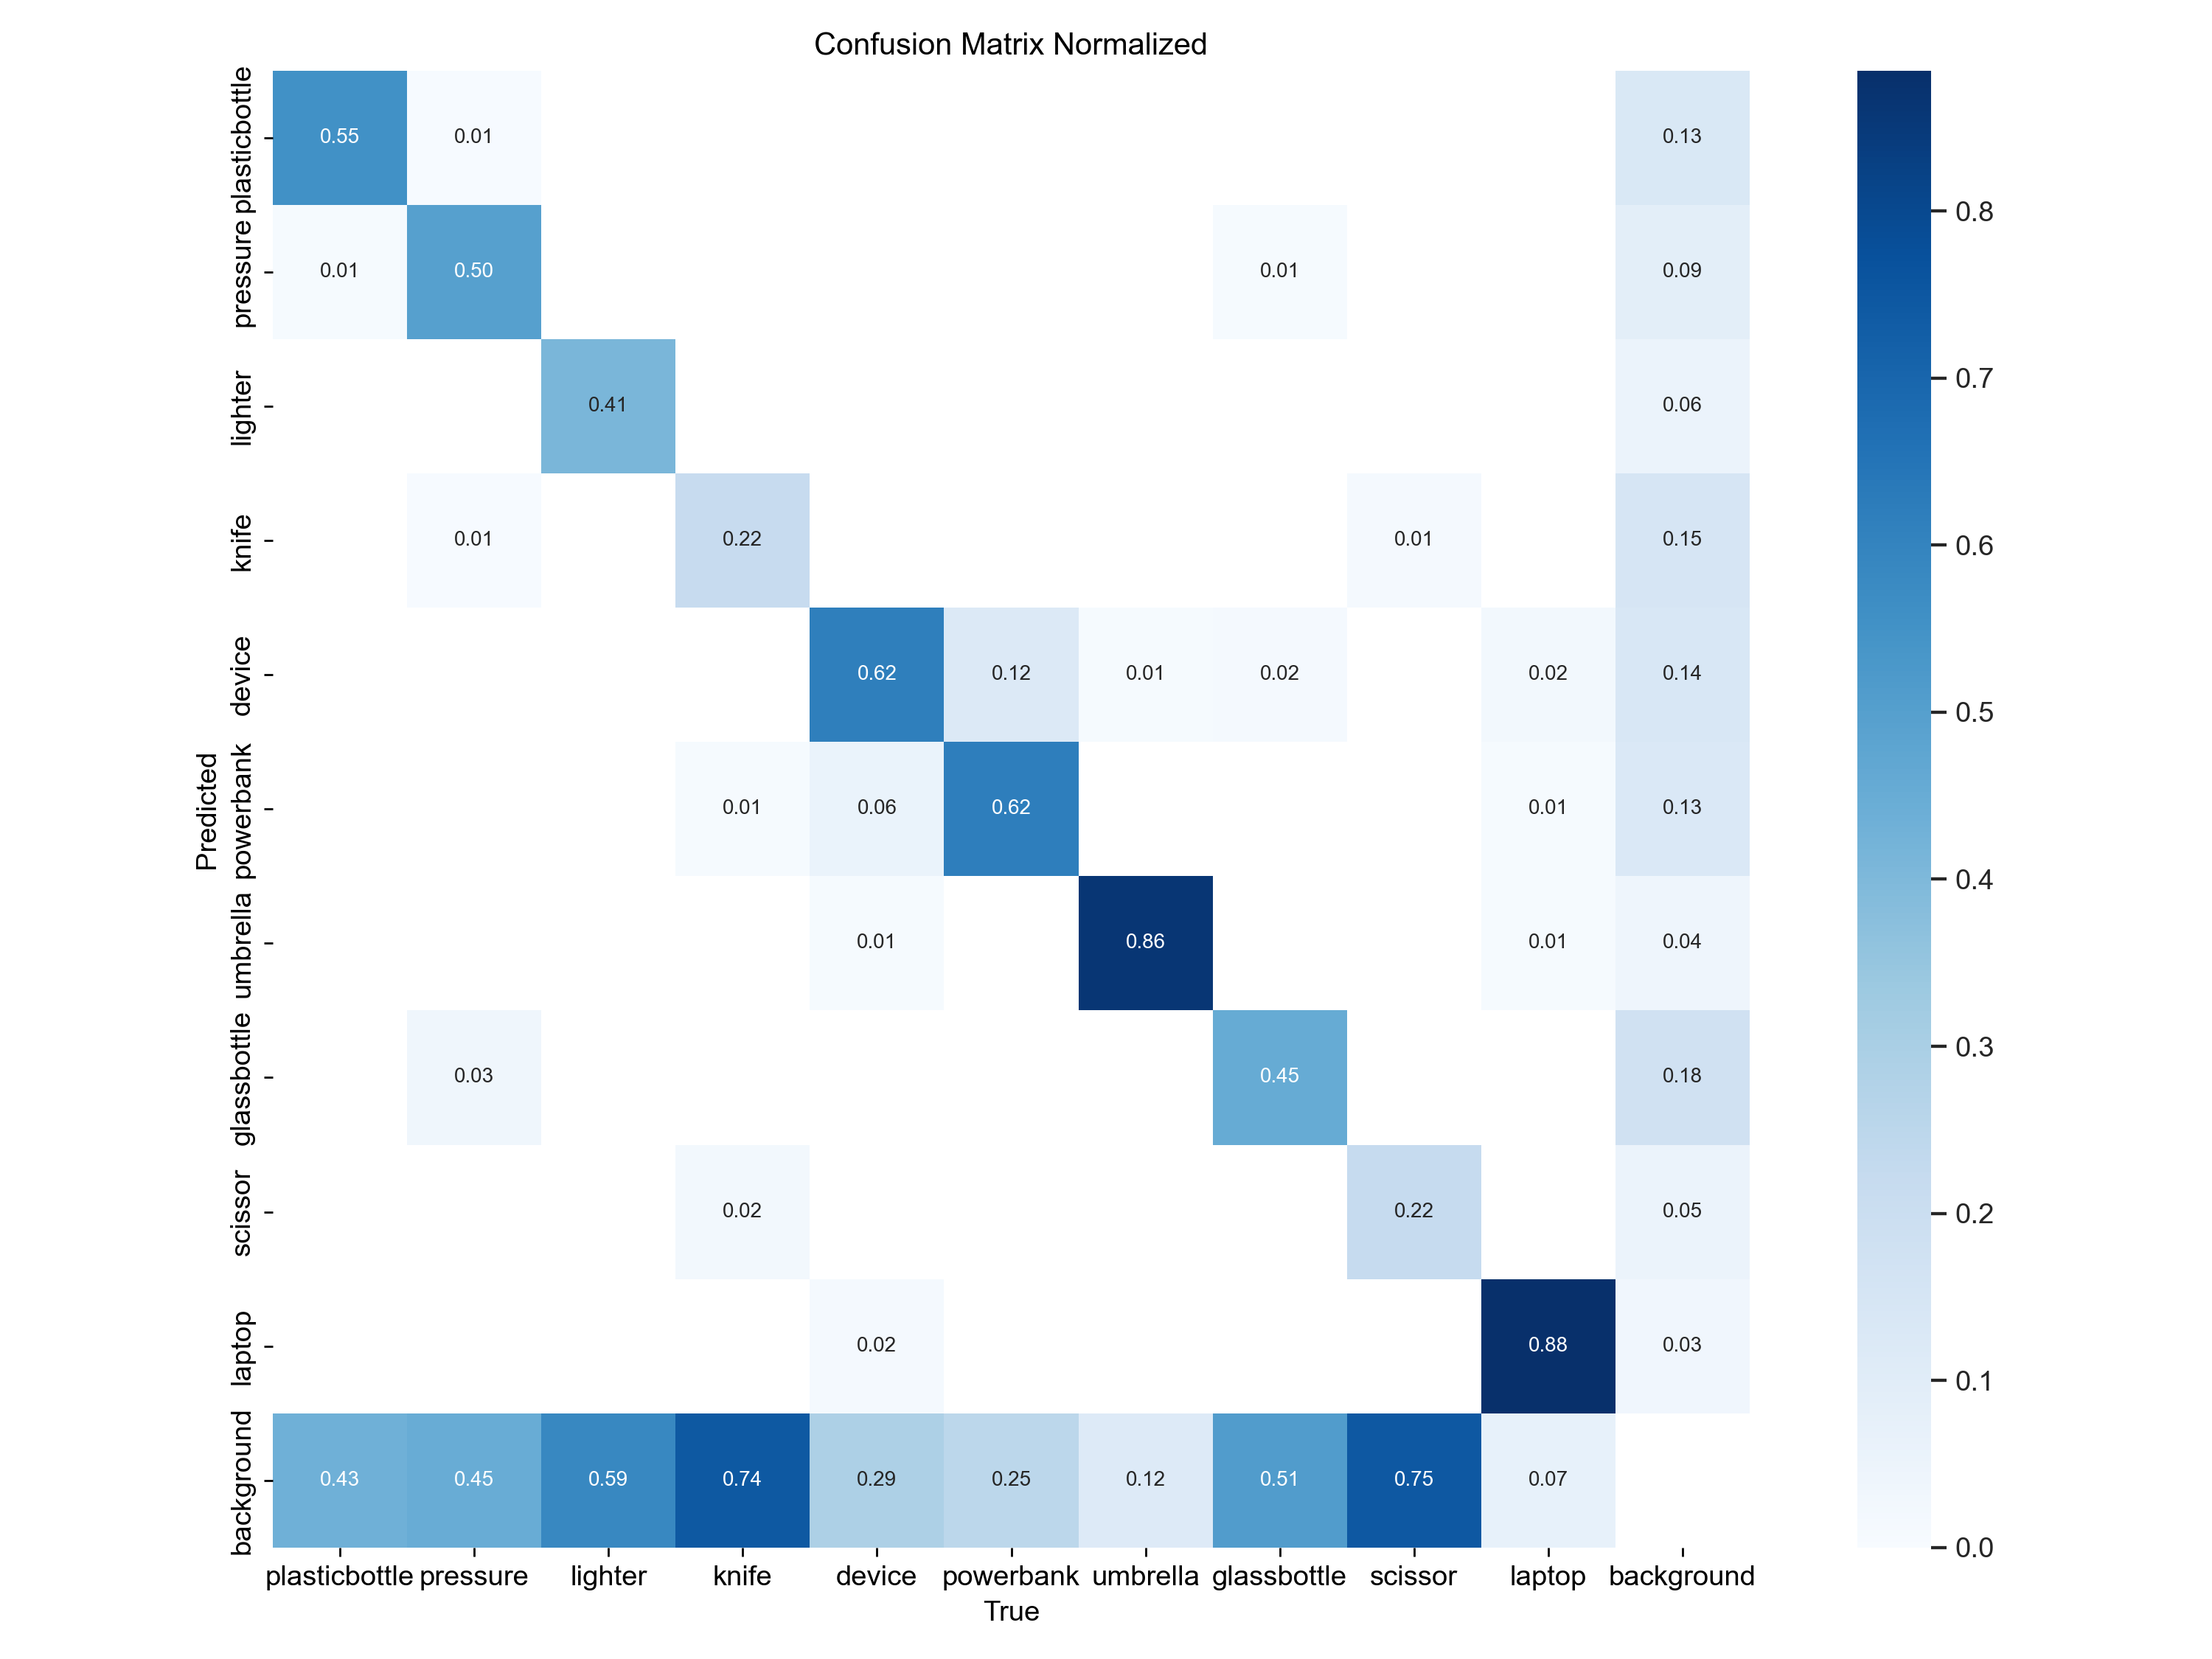 Confusion Matrix Normalized
plasticbottle 0.55 0.01 0.13
pressure 0.01 0.50 0.01 0.09
lighter 0.41 0.06
knife 0.01 0.22 0.01 0.15
device 0.62 0.12 0.01 0.02 0.02 0.14
powerbank 0.01 0.06 0.62 0.01 0.13
umbrella 0.01 0.86 0.01 0.04
glassbottle 0.03 0.45 0.18
scissor 0.02 0.22 0.05
laptop 0.02 0.88 0.03
background 0.43 0.45 0.59 0.74 0.29 0.25 0.12 0.51 0.75 0.07
plasticbottle pressure lighter knife device powerbank umbrella glassbottle scissor laptop background
True
Predicted
0.8
0.7
0.6
0.5
0.4
0.3
0.2
0.1
0.0